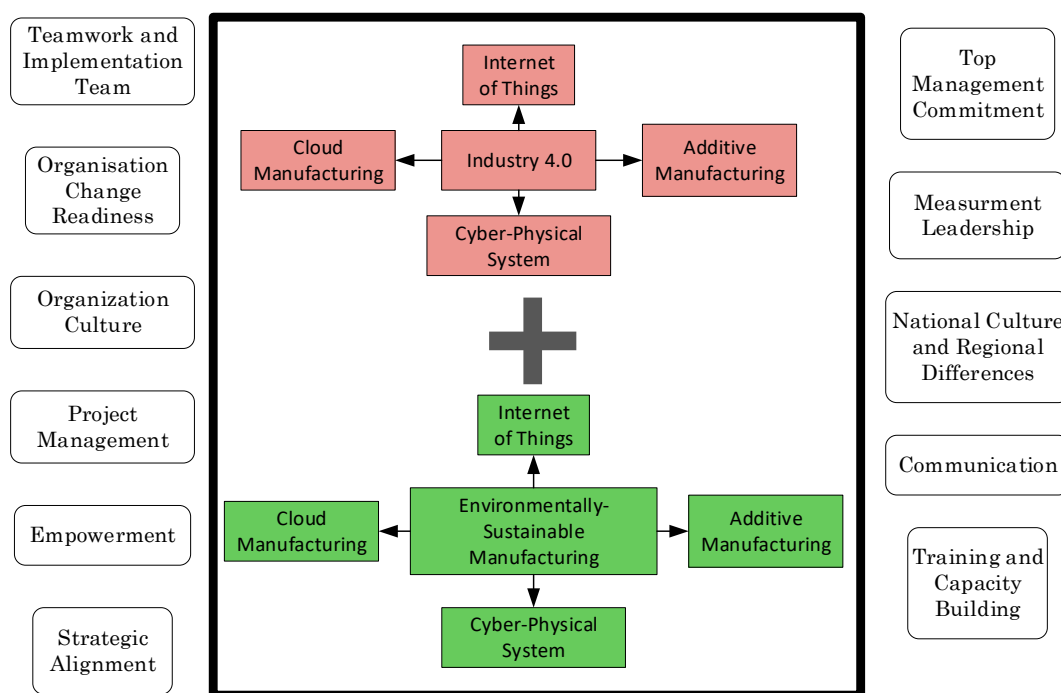 Teamwork and
Implementation
Team
Organisation
Change
Readiness
Organization
Culture
Project
Management
Empowerment
Strategic
Alignment
Internet
of Things
Cloud
Manufacturing
Industry 4.0
Additive
Manufacturing
Cyber-Physical
System
Internet
of Things
Cloud
Manufacturing
Environmentally-
Sustainable
Manufacturing
Additive
Manufacturing
Cyber-Physical
System
Top
Management
Commitment
Measurment
Leadership
National Culture
and Regional
Differences
Communication
Training and
Capacity
Building